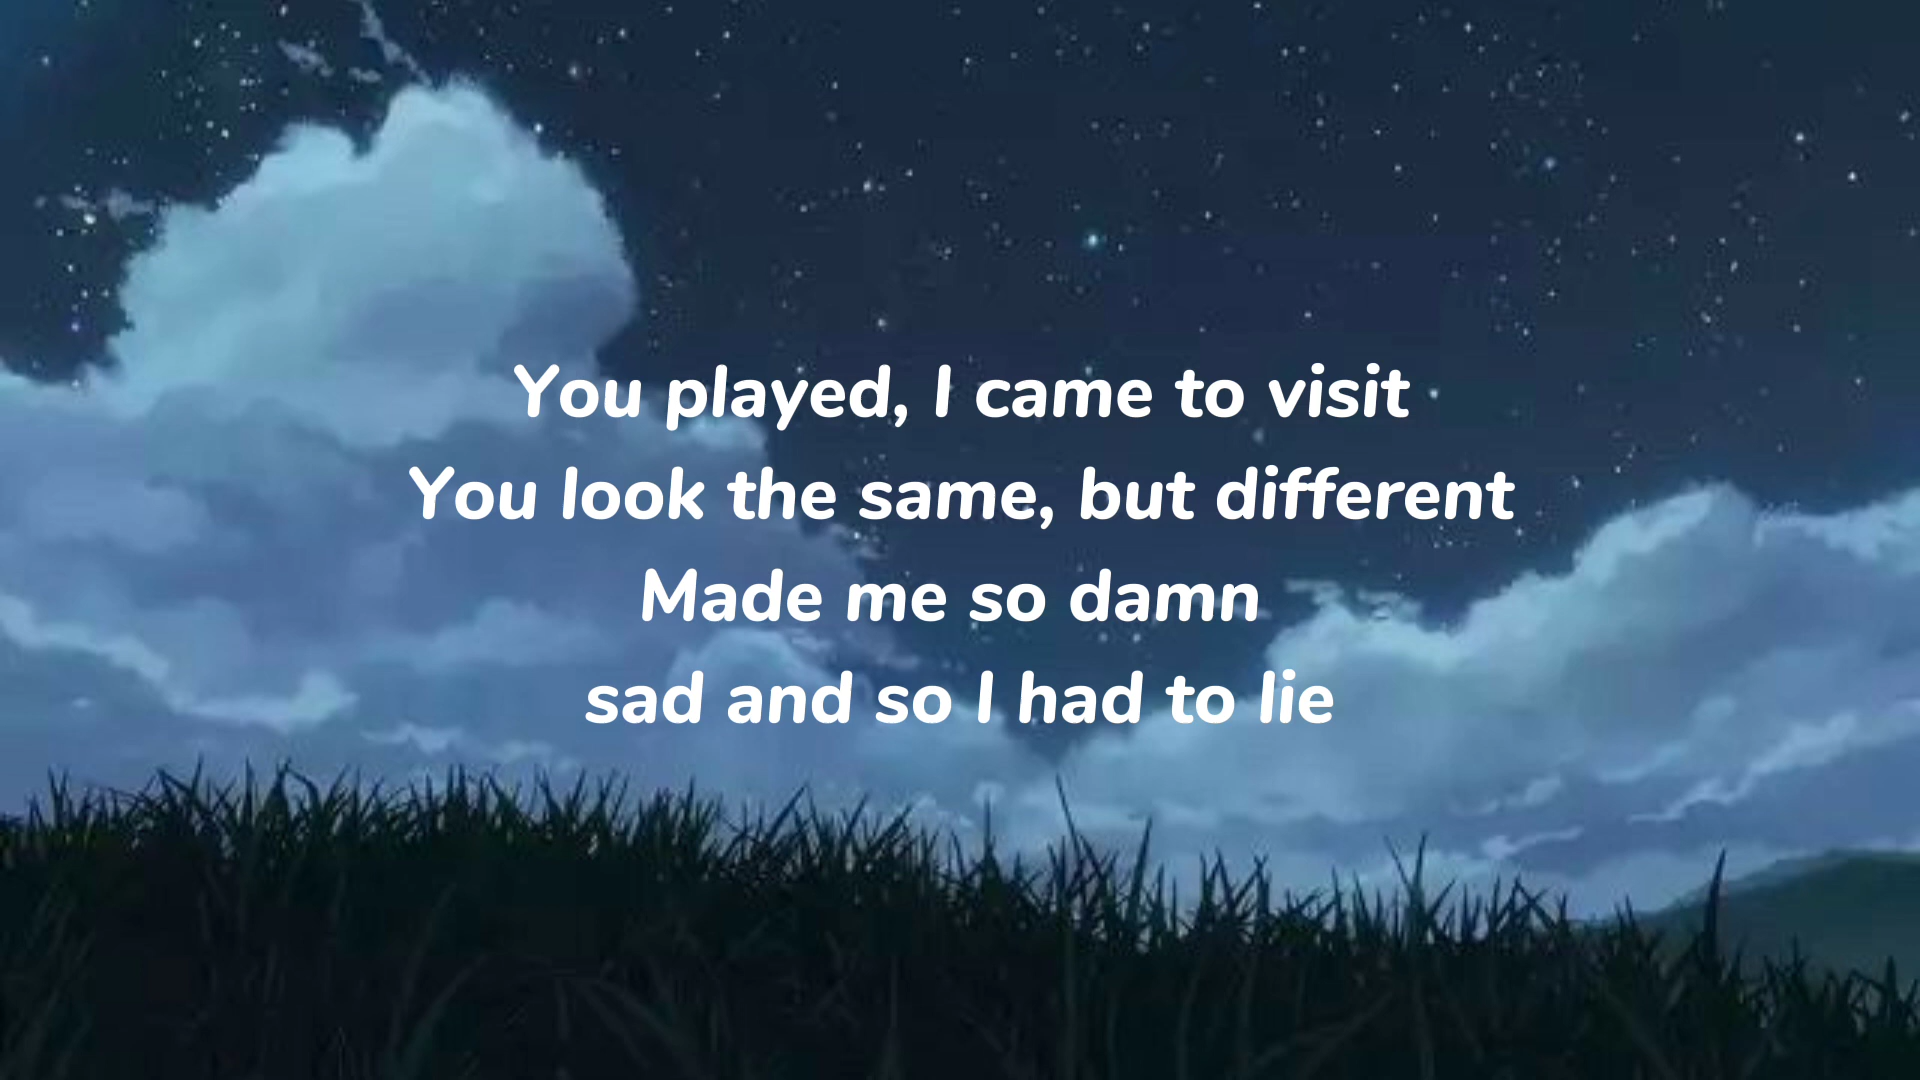 You played, I came to visit
You look the same, but different
Made me so damn
sad and so I had to lie